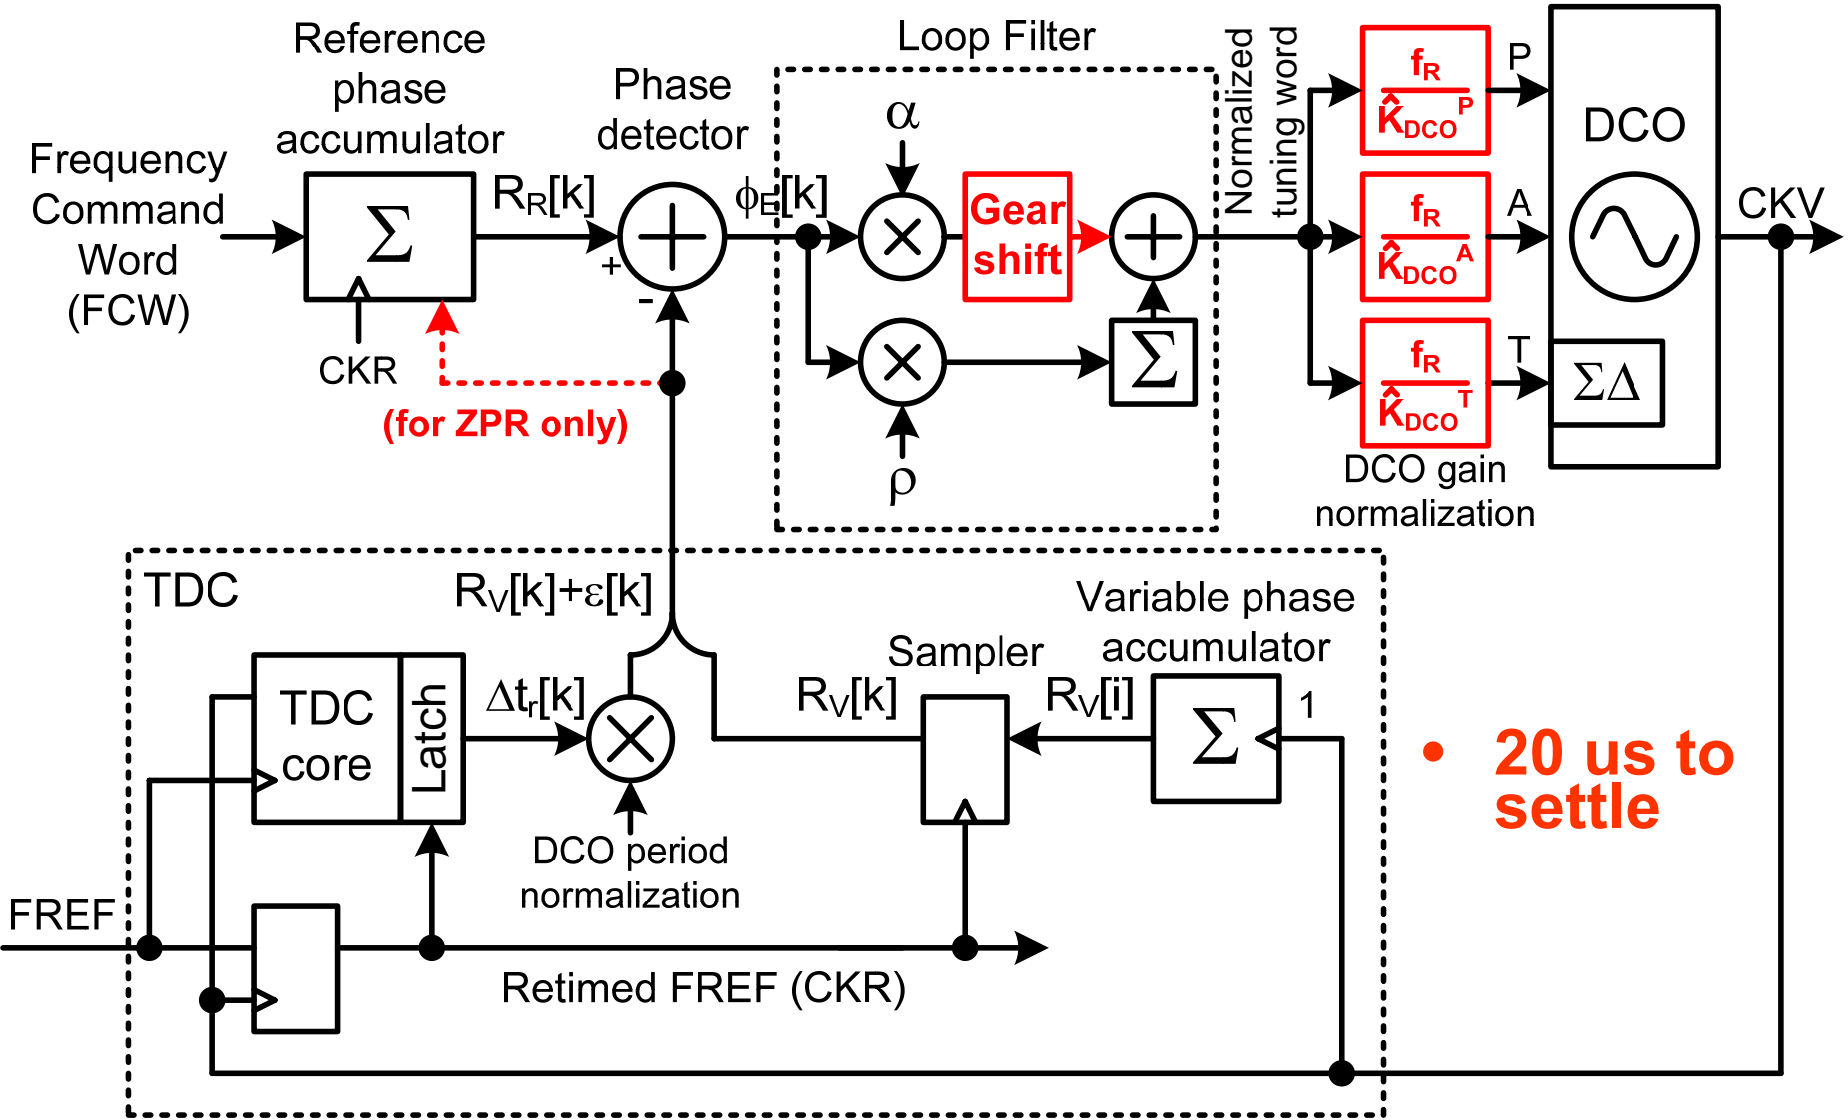 Reference
phase
accumulator
Frequency
Command
Word
(FCW)
Σ
CKR
R_R[k]
(for ZPR only)
Phase
detector
+
-
ϕ_E[k]
Loop Filter
α
Gear
shift
ρ
Σ
Normalized
tuning word
f_R
K̂_DCO^P
P
f_R
K̂_DCO^A
A
f_R
K̂_DCO^T
T
DCO gain
normalization
DCO
ΣΔ
CKV
TDC
R_V[k]+ε[k]
TDC
core
Latch
Δt_r[k]
DCO period
normalization
Sampler
R_V[k]
R_V[i]
Variable phase
accumulator
Σ
1
FREF
Retimed FREF (CKR)
• 20 us to
settle